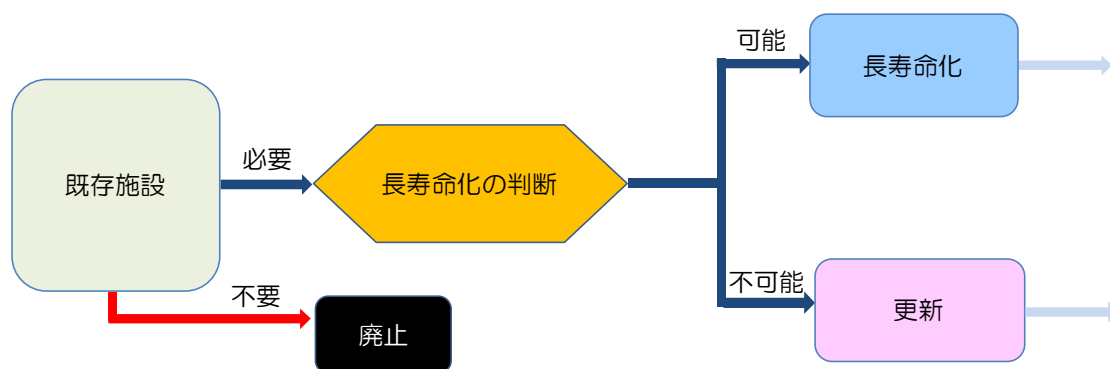 可能
長寿命化
必要
既存施設
長寿命化の判断
不可能
不要
更新
廃止